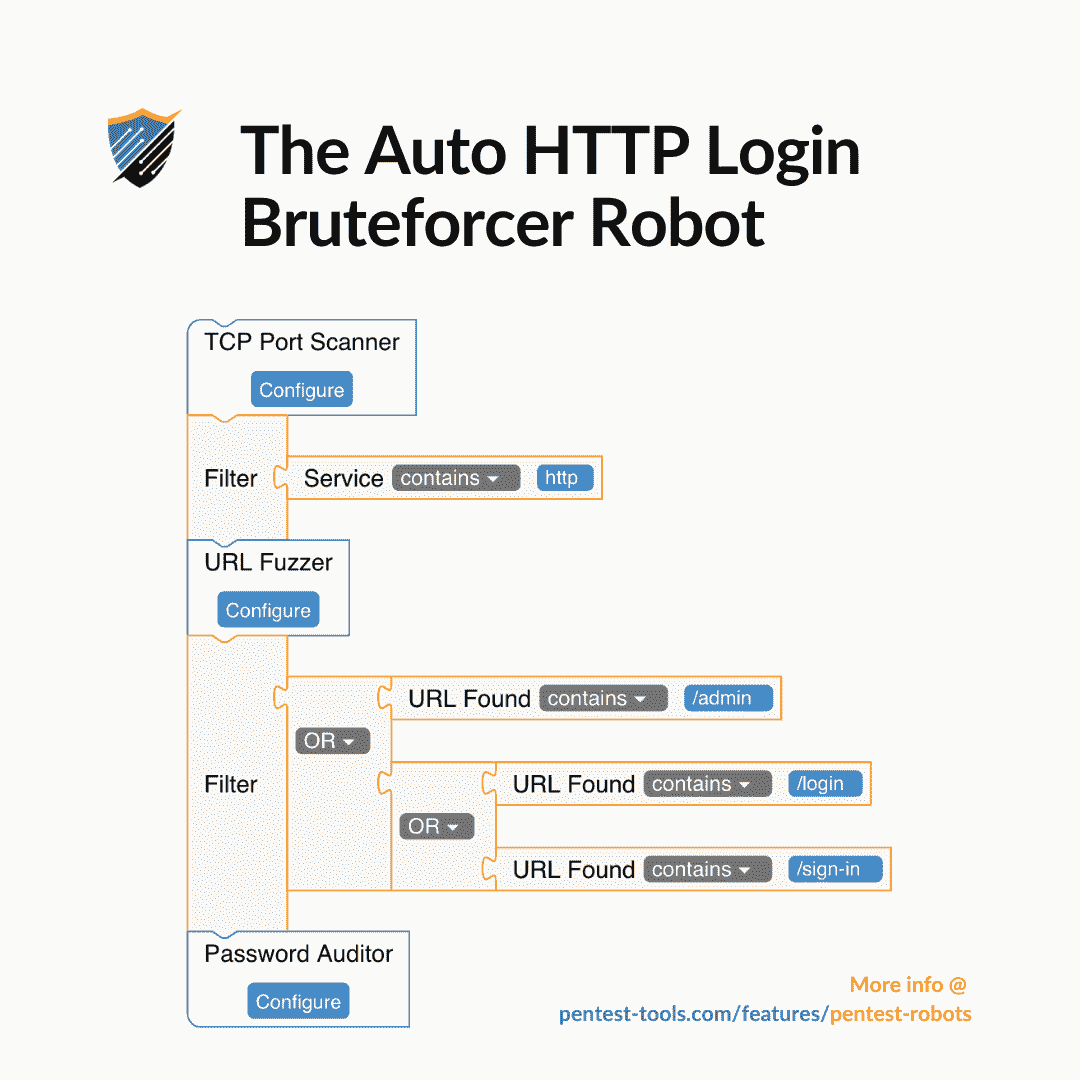 The Auto HTTP Login
Bruteforcer Robot
TCP Port Scanner
Configure
Filter
Service contains http
URL Fuzzer
Configure
URL Found contains /admin
OR
Filter
URL Found contains /login
OR
URL Found contains /sign-in
Password Auditor
Configure
More info @
pentest-tools.com/features/pentest-robots